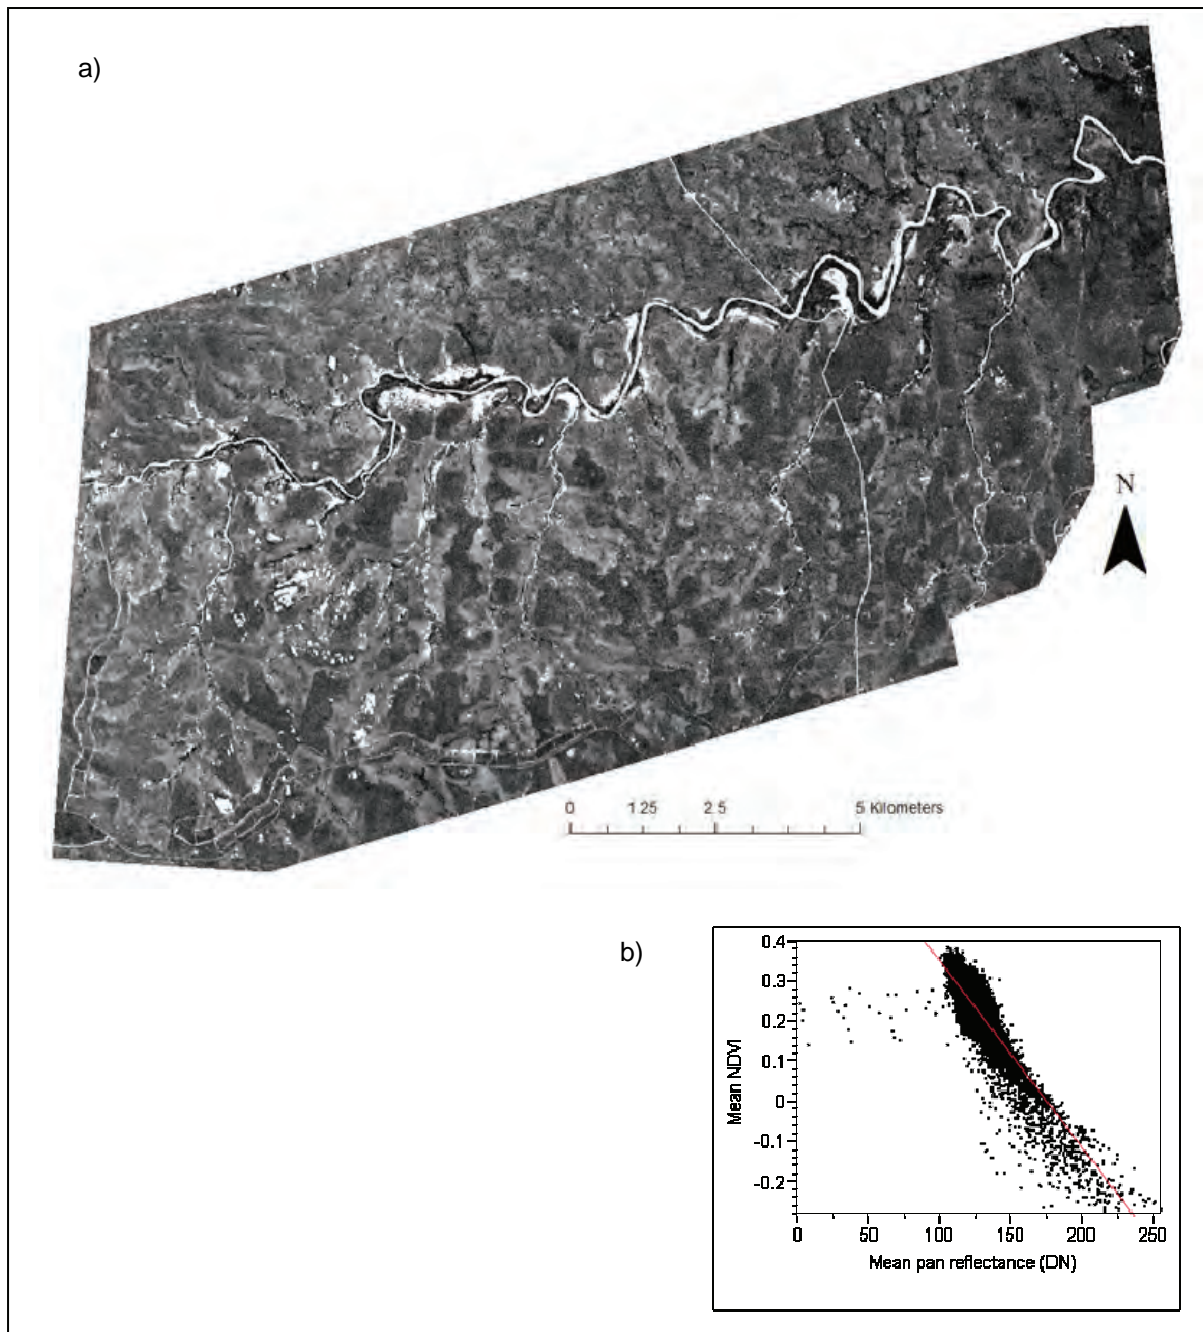 a)
N
0 1.25 2.5 5 Kilometers
b)
0.4
0.3
0.2
0.1
0
-0.1
-0.2
Mean NDVI
0 50 100 150 200 250
Mean pan reflectance (DN)